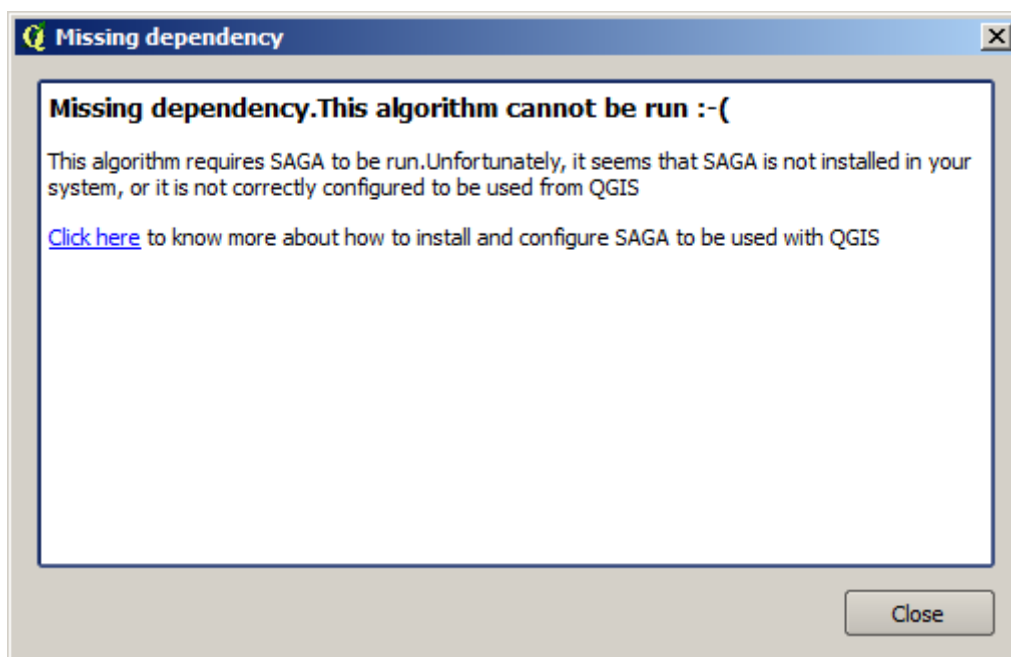 Missing dependency
Missing dependency.This algorithm cannot be run :-(
This algorithm requires SAGA to be run.Unfortunately, it seems that SAGA is not installed in your
system, or it is not correctly configured to be used from QGIS
Click here to know more about how to install and configure SAGA to be used with QGIS
Close